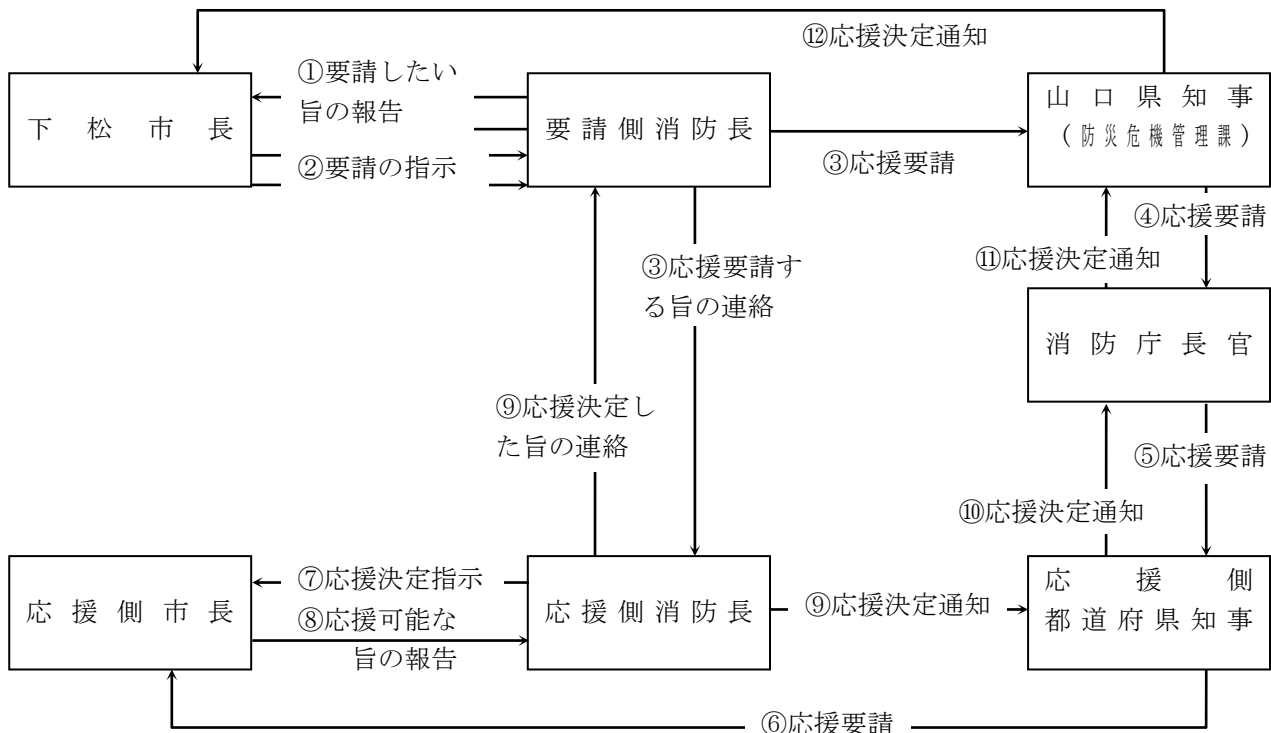 ⑫応援決定通知
①要請したい
旨の報告
下松市長
要請側消防長
山口県知事
(防災危機管理課)
②要請の指示
③応援要請
④応援要請
③応援要請す
る旨の連絡
⑪応援決定通知
消防庁長官
⑨応援決定し
た旨の連絡
⑤応援要請
⑩応援決定通知
⑦応援決定指示
応援側市長
⑧応援可能な
旨の報告
応援側消防長
⑨応援決定通知
応援側
都道府県知事
⑥応援要請